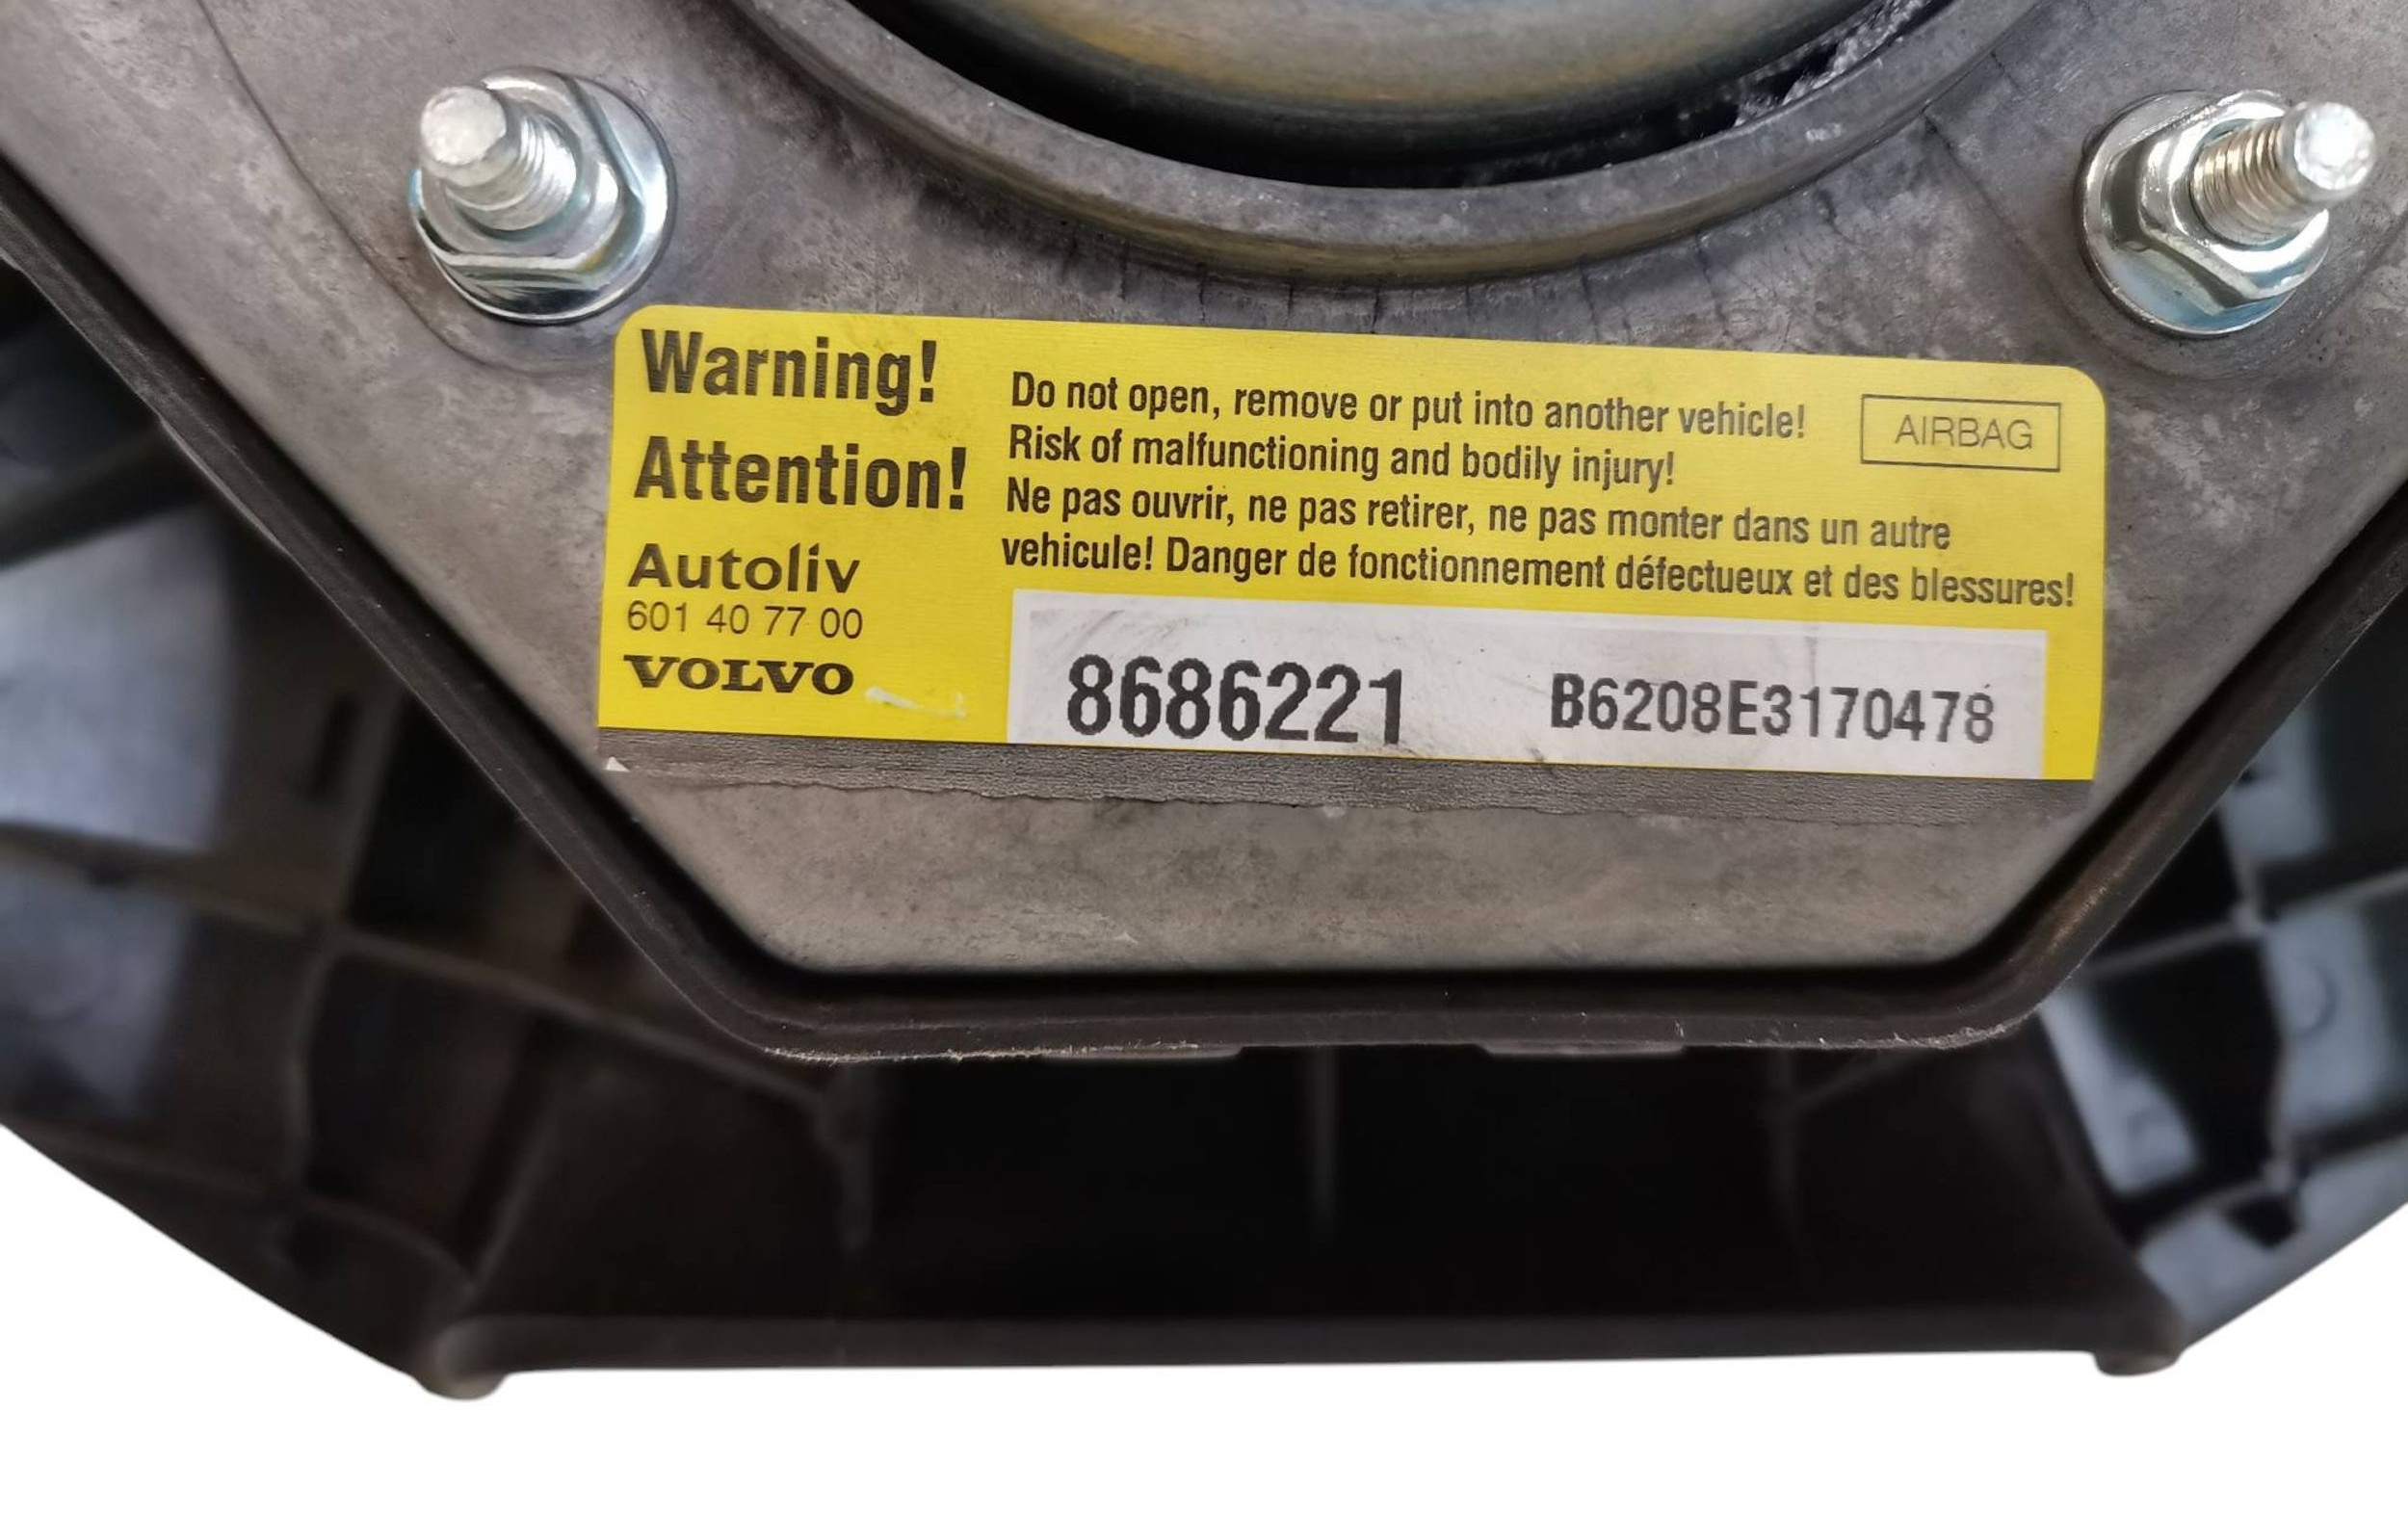 Warning!
Attention!
Autoliv
601 40 77 00
VOLVO
Do not open, remove or put into another vehicle!
Risk of malfunctioning and bodily injury!
Ne pas ouvrir, ne pas retirer, ne pas monter dans un autre
vehicule! Danger de fonctionnement défectueux et des blessures!
AIRBAG
8686221 B6208E3170478